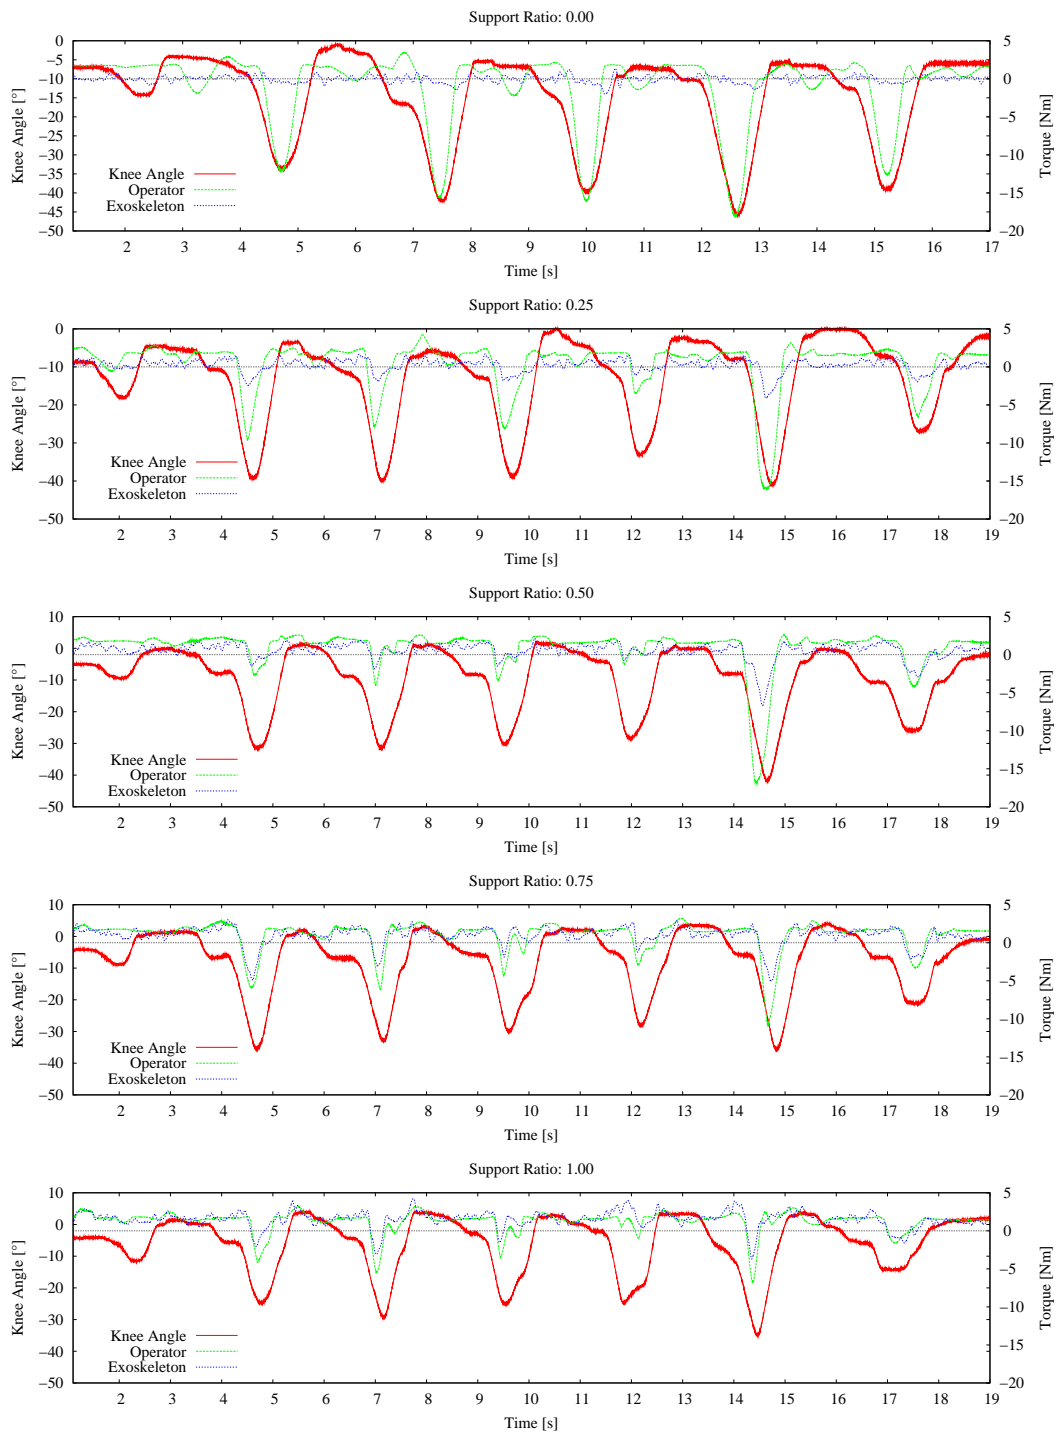 Support Ratio: 0.00
0
−5
−10
−15
−20
−25
−30
−35
−40
−45
−50
Knee Angle [°]
5
0
−5
−10
−15
−20
Torque [Nm]
Knee Angle
Operator
Exoskeleton
2 3 4 5 6 7 8 9 10 11 12 13 14 15 16 17
Time [s]
Support Ratio: 0.25
0
−10
−20
−30
−40
−50
Knee Angle [°]
5
0
−5
−10
−15
−20
Torque [Nm]
Knee Angle
Operator
Exoskeleton
2 3 4 5 6 7 8 9 10 11 12 13 14 15 16 17 18 19
Time [s]
Support Ratio: 0.50
10
0
−10
−20
−30
−40
−50
Knee Angle [°]
5
0
−5
−10
−15
−20
Torque [Nm]
Knee Angle
Operator
Exoskeleton
2 3 4 5 6 7 8 9 10 11 12 13 14 15 16 17 18 19
Time [s]
Support Ratio: 0.75
10
0
−10
−20
−30
−40
−50
Knee Angle [°]
5
0
−5
−10
−15
−20
Torque [Nm]
Knee Angle
Operator
Exoskeleton
2 3 4 5 6 7 8 9 10 11 12 13 14 15 16 17 18 19
Time [s]
Support Ratio: 1.00
10
0
−10
−20
−30
−40
−50
Knee Angle [°]
5
0
−5
−10
−15
−20
Torque [Nm]
Knee Angle
Operator
Exoskeleton
2 3 4 5 6 7 8 9 10 11 12 13 14 15 16 17 18 19
Time [s]